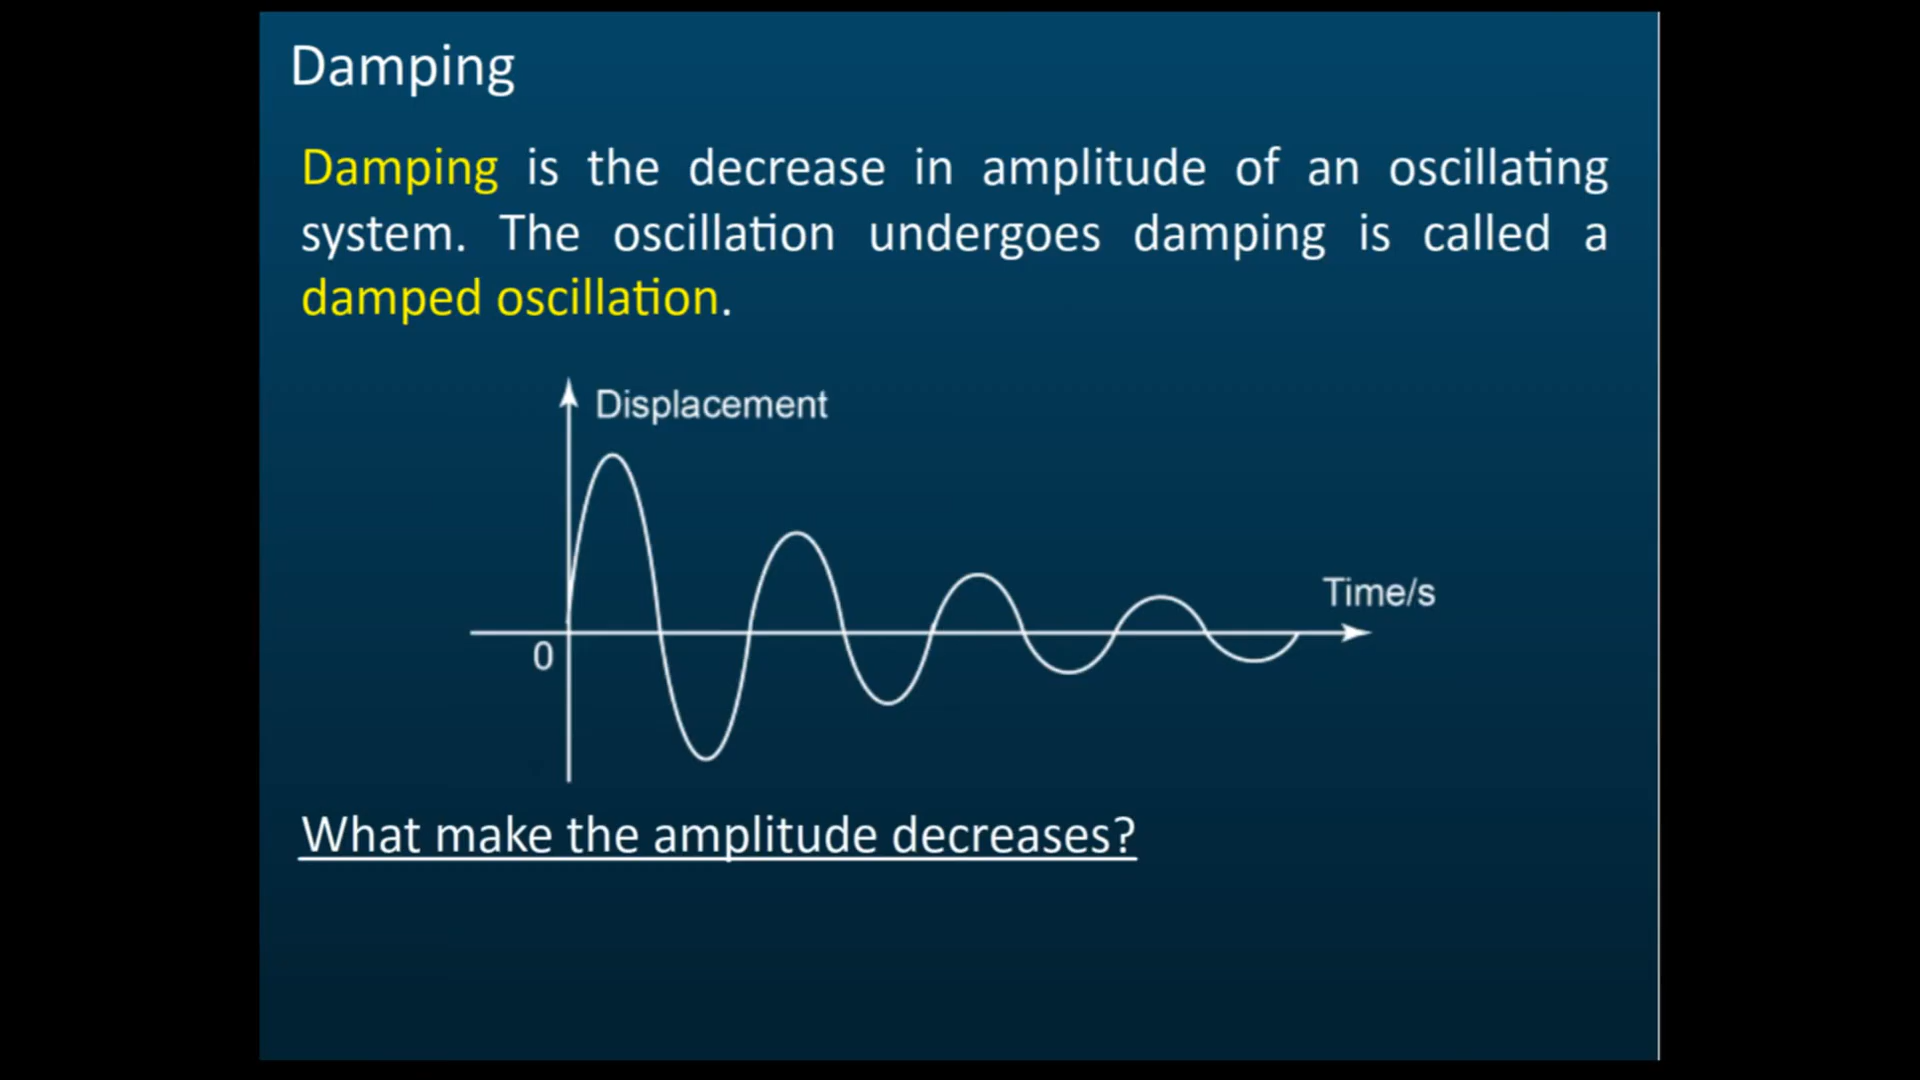 Damping
Damping is the decrease in amplitude of an oscillating
system. The oscillation undergoes damping is called a
damped oscillation.
Displacement
Time/s
0
What make the amplitude decreases?